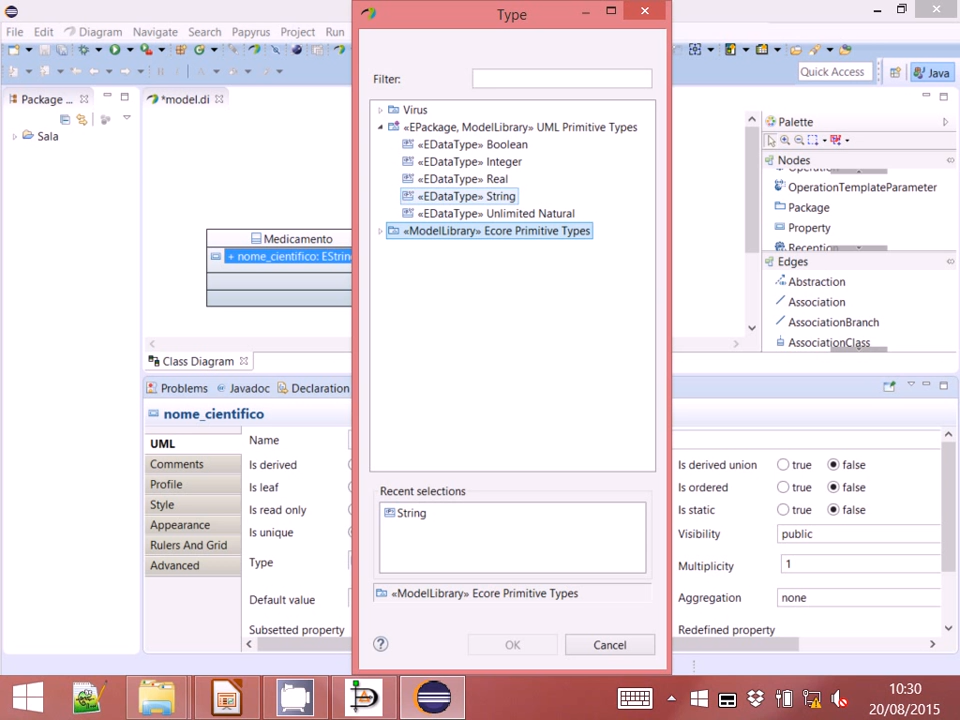 Type
File Edit Diagram Navigate Search Papyrus Project Run
Quick Access
Java
Package ...
*model.di
Sala
Medicamento
+ nome_cientifico: EString
Class Diagram
Filter:
Virus
«EPackage, ModelLibrary» UML Primitive Types
«EDataType» Boolean
«EDataType» Integer
«EDataType» Real
«EDataType» String
«EDataType» Unlimited Natural
«ModelLibrary» Ecore Primitive Types
Recent selections
String
«ModelLibrary» Ecore Primitive Types
?
OK
Cancel
Palette
Nodes
OperationTemplateParameter
Package
Property
Edges
Abstraction
Association
AssociationBranch
AssociationClass
Problems
@ Javadoc
Declaration
nome_cientifico
UML
Comments
Profile
Style
Appearance
Rulers And Grid
Advanced
Name
Is derived
Is leaf
Is read only
Is unique
Type
Default value
Subsetted property
Is derived union true false
Is ordered true false
Is static true false
Visibility public
Multiplicity 1
Aggregation none
Redefined property
10:30
20/08/2015